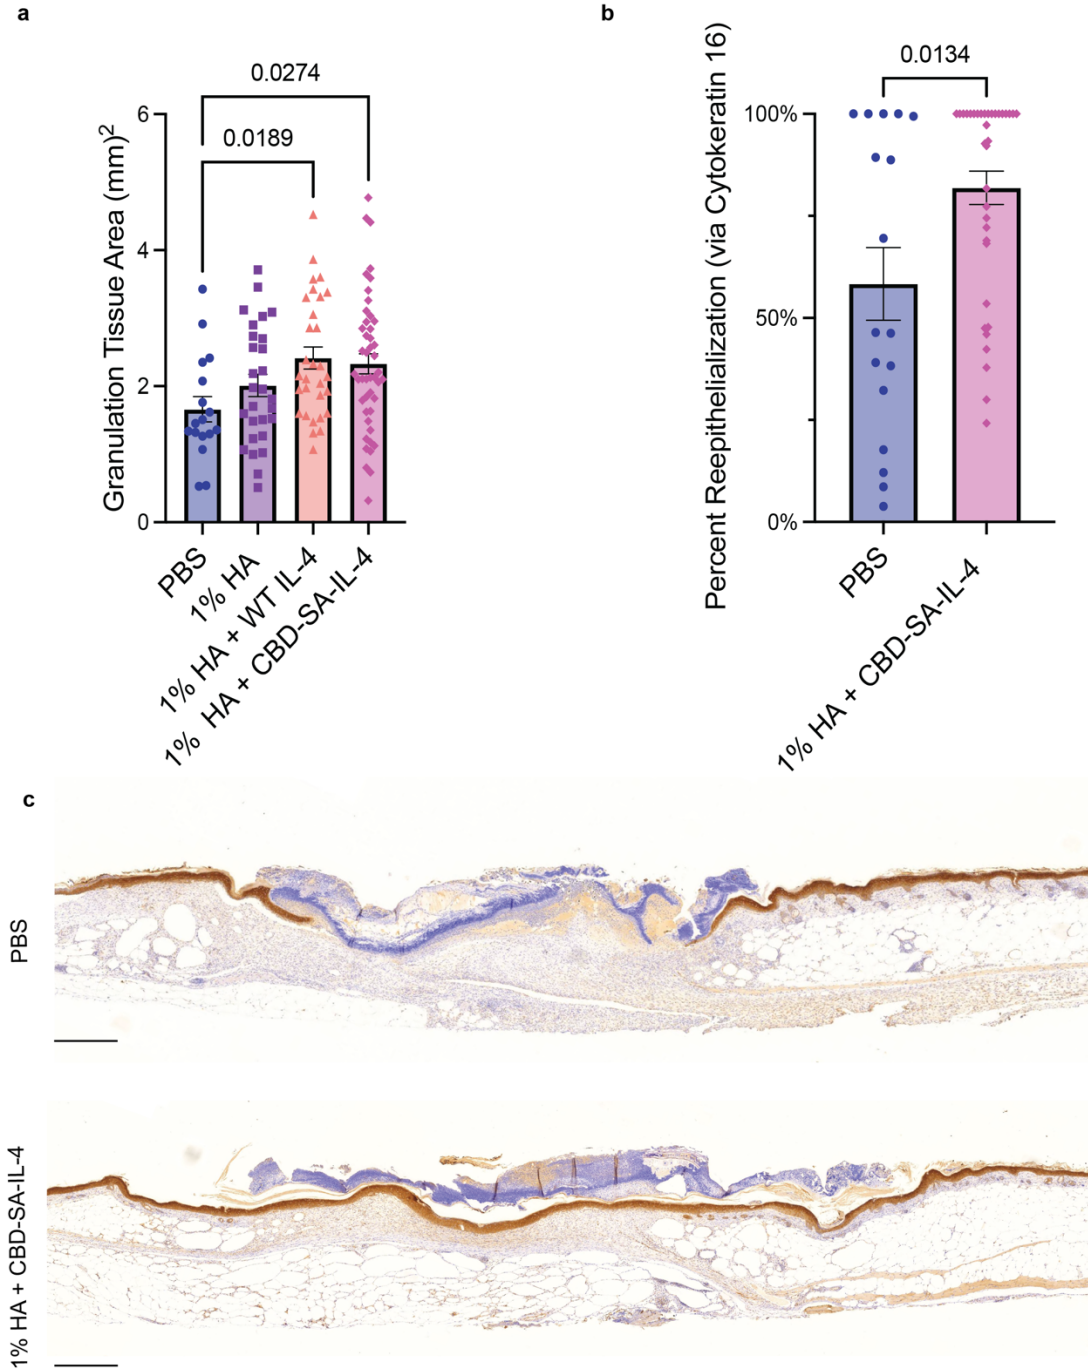 a
0.0274
0.0189
Granulation Tissue Area (mm)²
6
4
2
0
PBS
1% HA
1% HA + WT IL-4
1% HA + CBD-SA-IL-4
b
0.0134
Percent Reepithelialization (via Cytokeratin 16)
100%
50%
0%
PBS
1% HA + CBD-SA-IL-4
c
PBS
1% HA + CBD-SA-IL-4